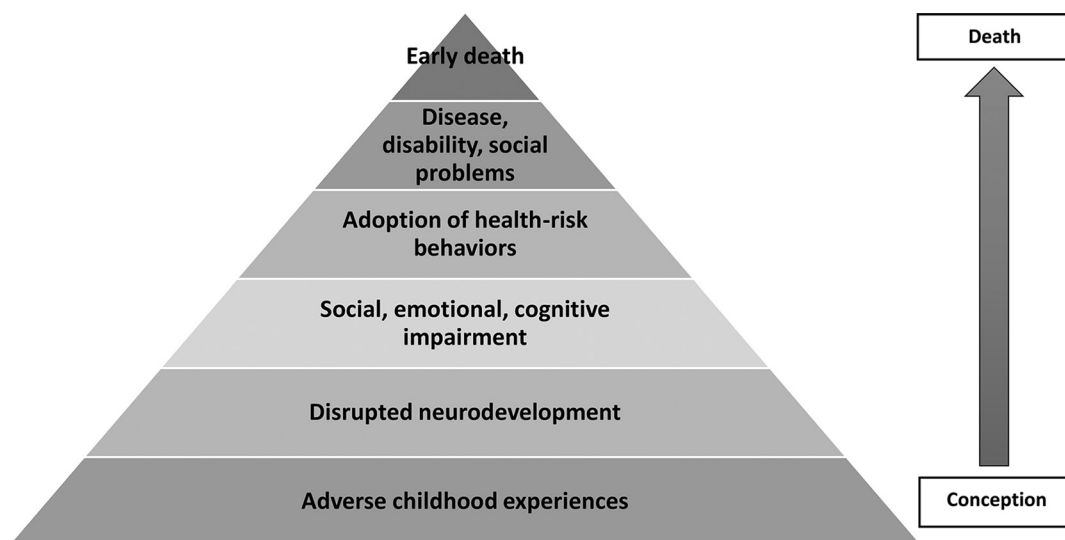 Early death
Disease,
disability, social
problems
Adoption of health-risk
behaviors
Social, emotional, cognitive
impairment
Disrupted neurodevelopment
Adverse childhood experiences
Death
Conception